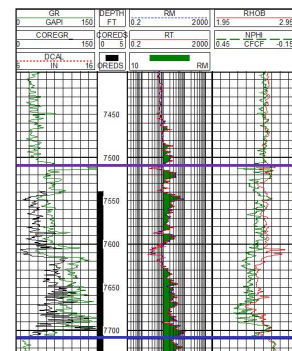 GR DEPTH RM RHOB
0 GAPI 150 FT 0.2 2000 1.95 2.95
COREGR_ COREDS RT NPHI
0 150 0 5 0.2 2000 0.45 CFCF -0.15
DCAL
6 IN 16 OREDS 10 RM
7450
7500
7550
7600
7650
7700